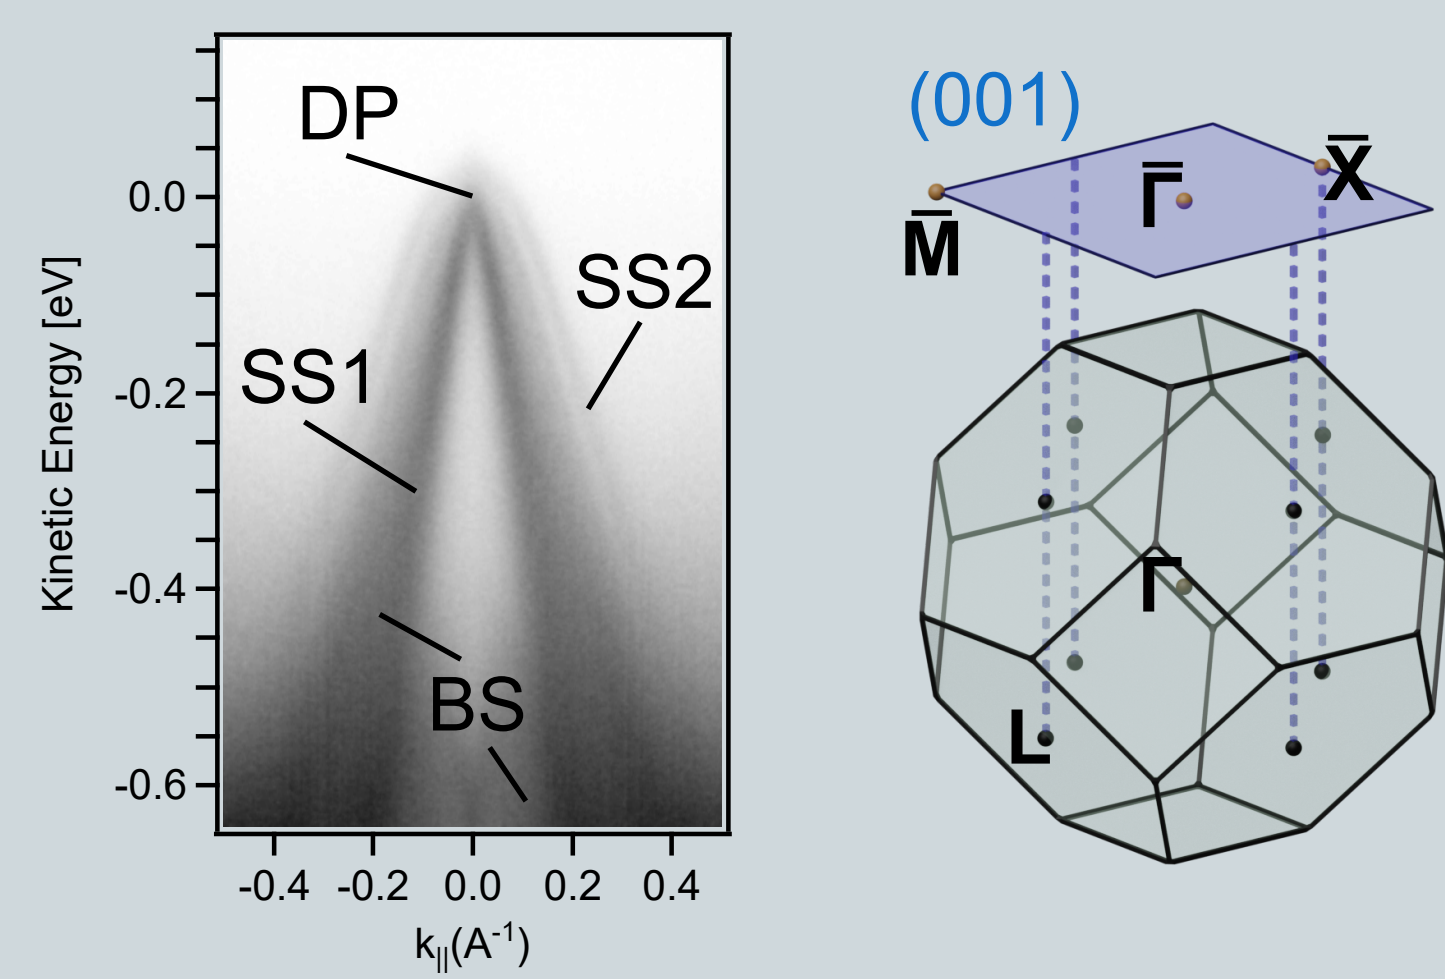 DP
SS2
SS1
BS
Kinetic Energy [eV]
0.0
-0.2
-0.4
-0.6
-0.4 -0.2 0.0 0.2 0.4
k||(A⁻¹)
(001)
X̅
Γ̅
M̅
Γ
L